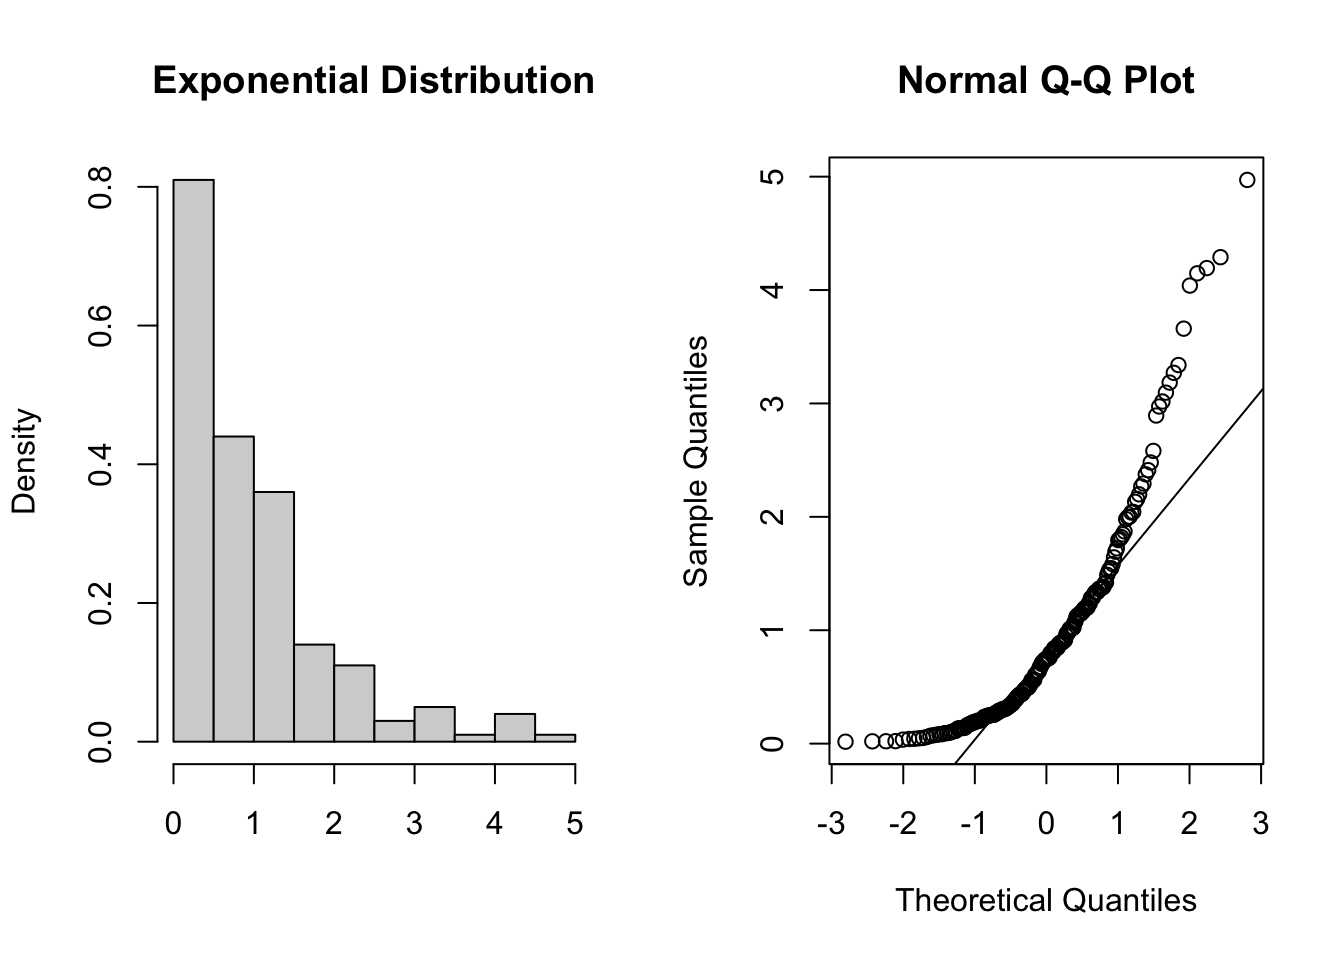 Exponential Distribution
Density
0.0
0.2
0.4
0.6
0.8
0 1 2 3 4 5
Normal Q-Q Plot
Sample Quantiles
0
1
2
3
4
5
-3 -2 -1 0 1 2 3
Theoretical Quantiles